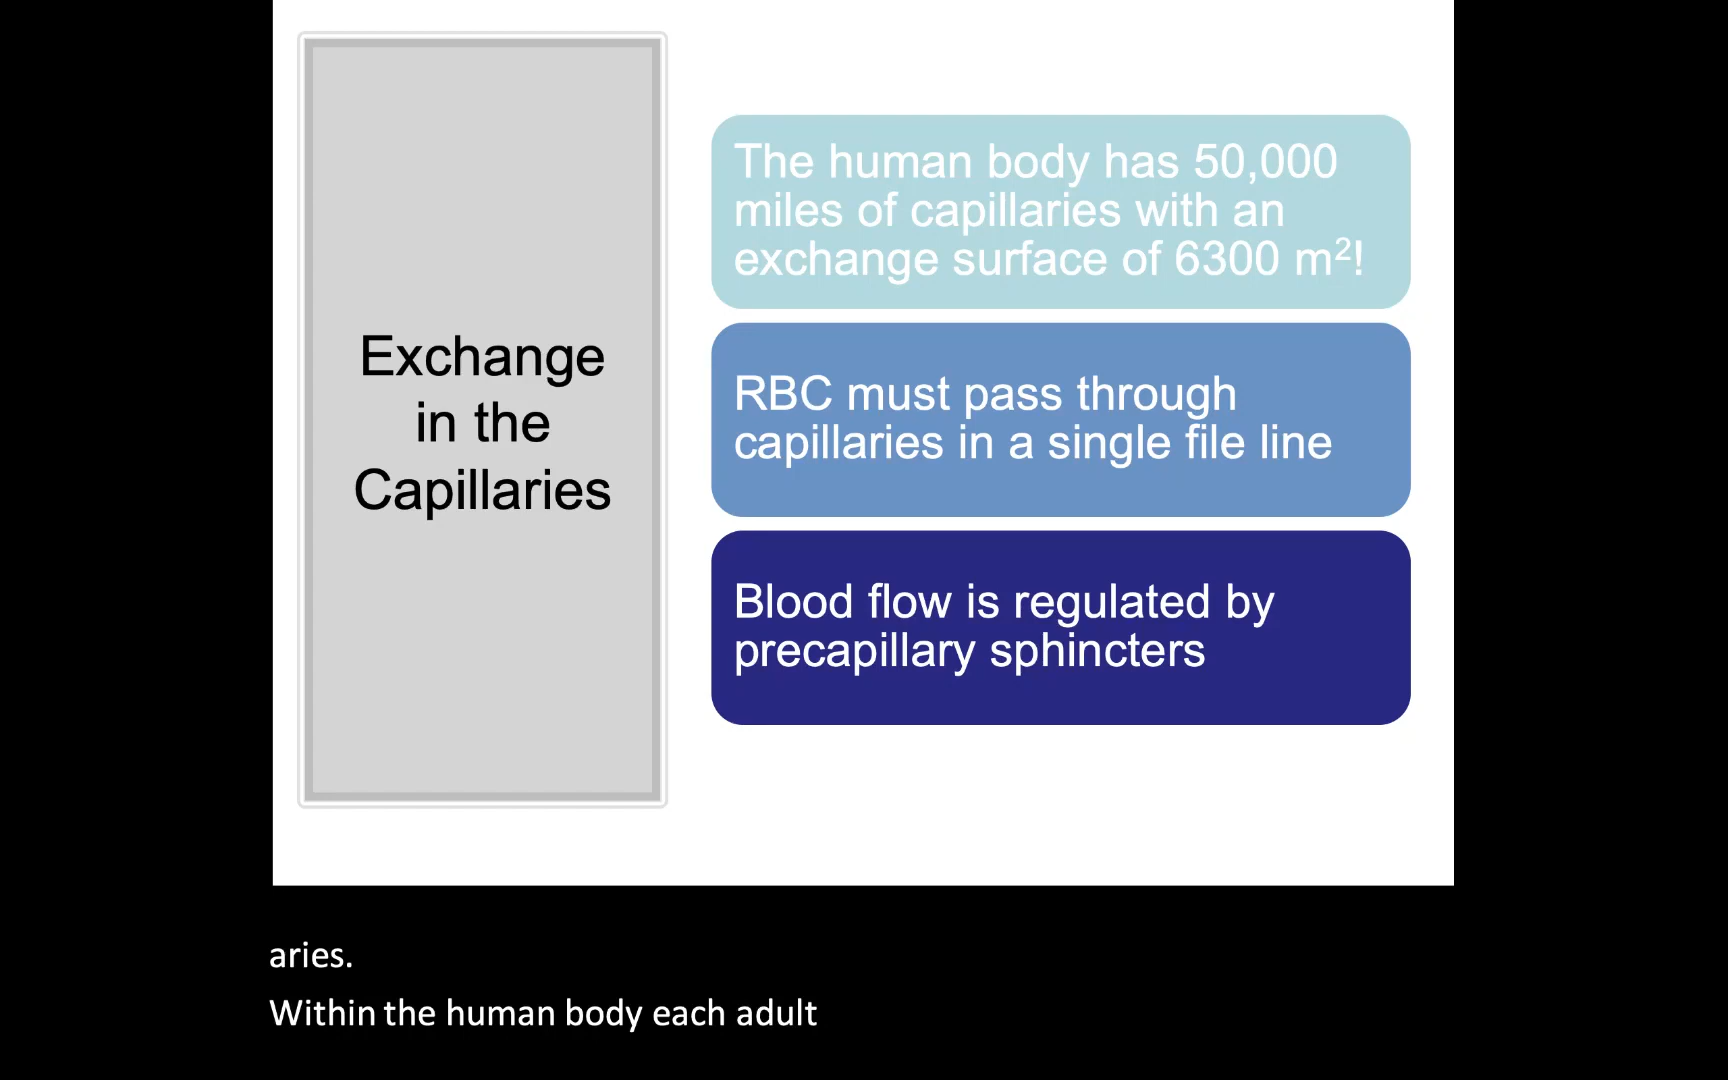 Exchange
in the
Capillaries
The human body has 50,000
miles of capillaries with an
exchange surface of 6300 m²!
RBC must pass through
capillaries in a single file line
Blood flow is regulated by
precapillary sphincters
aries.
Within the human body each adult